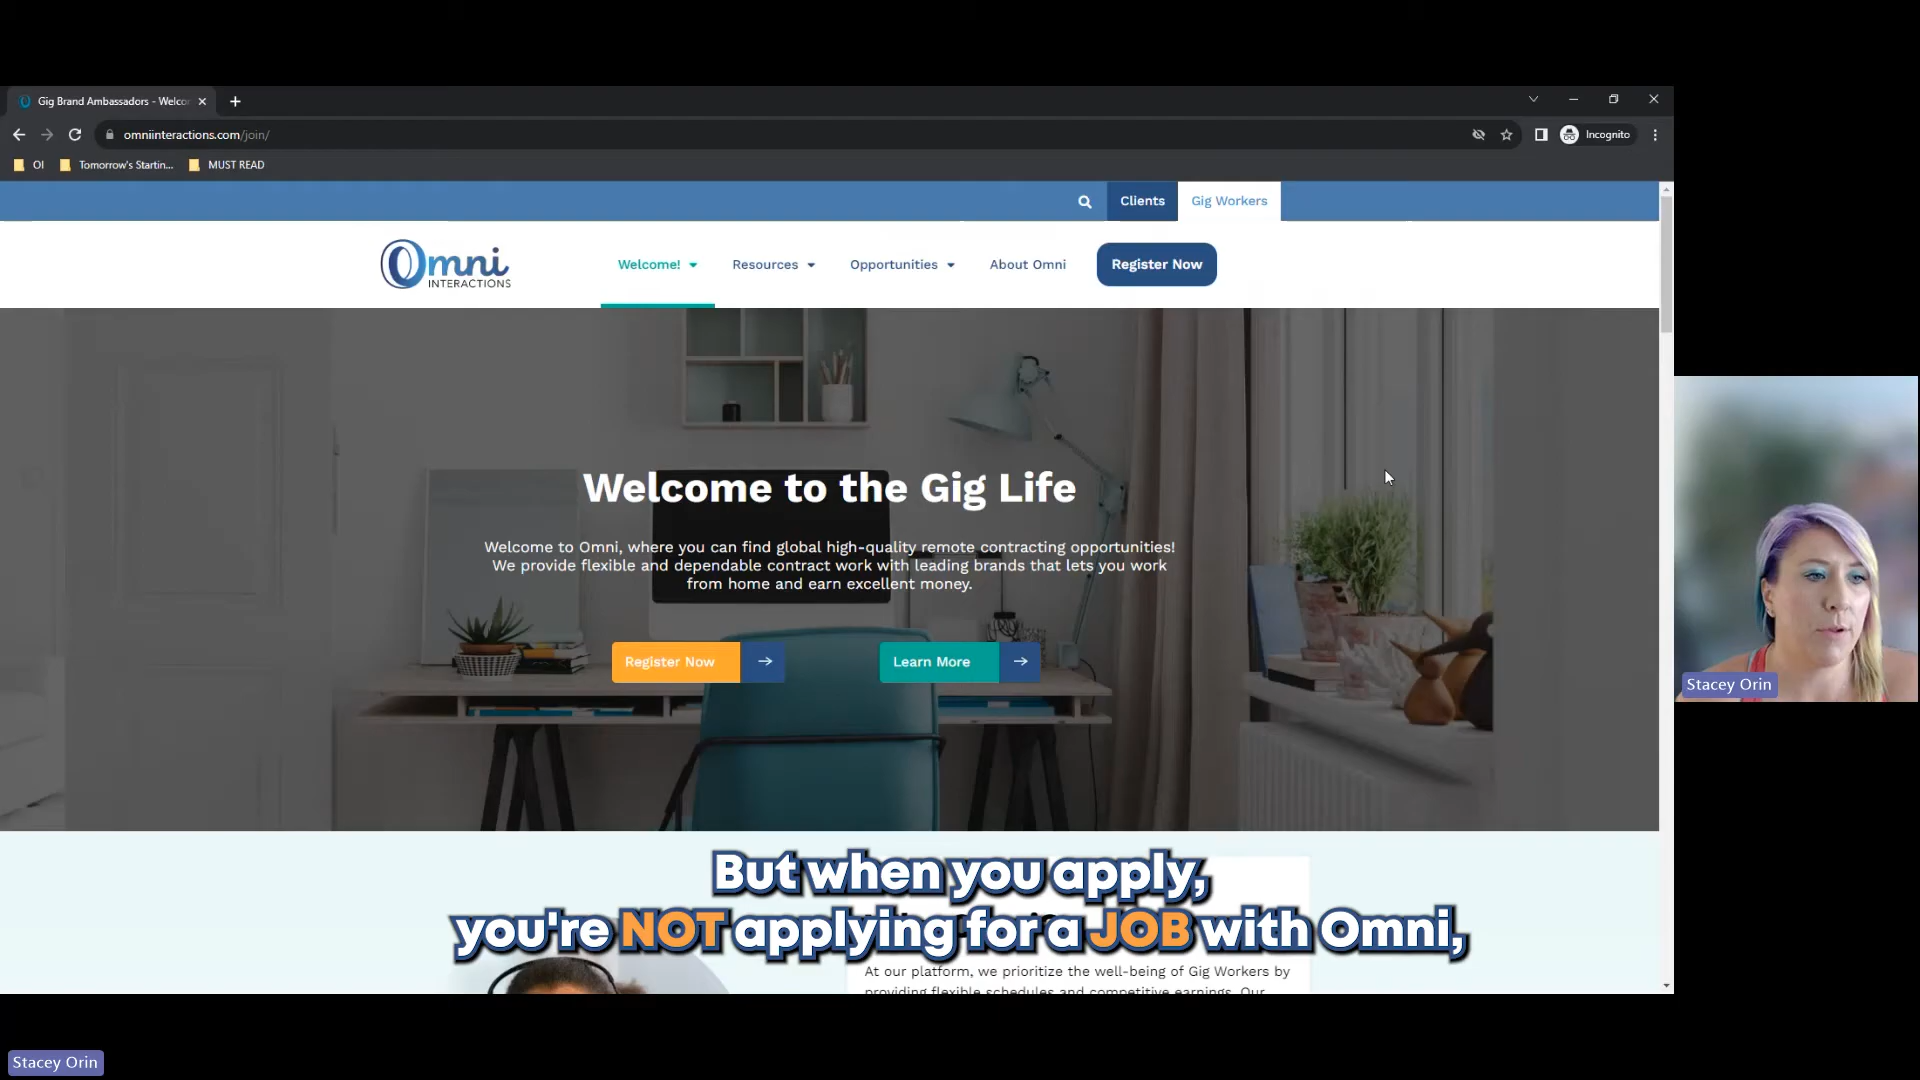 Gig Brand Ambassadors - Welco
omniinteractions.com/join/
Incognito
OI
Tomorrow's Startin...
MUST READ
Clients
Gig Workers
Omni
INTERACTIONS
Welcome!
Resources
Opportunities
About Omni
Register Now
Welcome to the Gig Life
Welcome to Omni, where you can find global high-quality remote contracting opportunities!
We provide flexible and dependable contract work with leading brands that lets you work
from home and earn excellent money.
Register Now
Learn More
Stacey Orin
But when you apply,
you're NOT applying for a JOB with Omni,
At our platform, we prioritize the well-being of Gig Workers by
providing flexible schedules and competitive earnings. Our
Stacey Orin